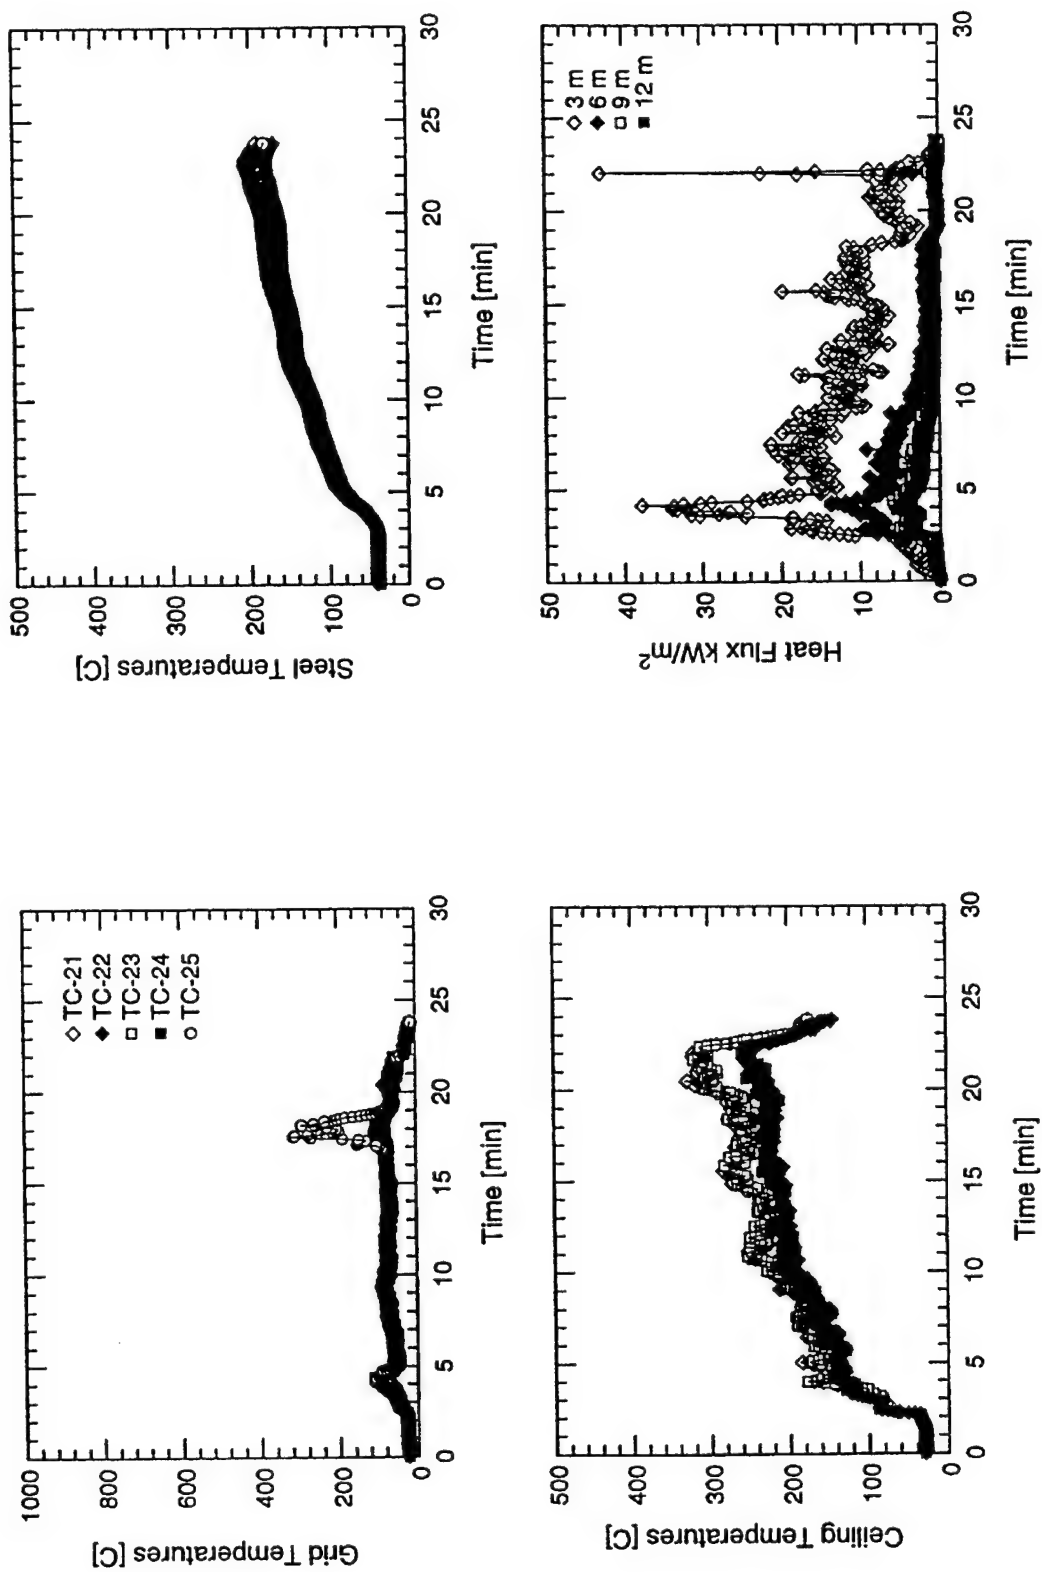 1000
800
600
400
200
0
Grid Temperatures [C]
0 5 10 15 20 25 30
Time [min]
TC-21
TC-22
TC-23
TC-24
TC-25
500
400
300
200
100
0
Steel Temperatures [C]
0 5 10 15 20 25 30
Time [min]
500
400
300
200
100
0
Ceiling Temperatures [C]
0 5 10 15 20 25 30
Time [min]
50
40
30
20
10
0
Heat Flux kW/m²
0 5 10 15 20 25 30
Time [min]
3 m
6 m
9 m
12 m